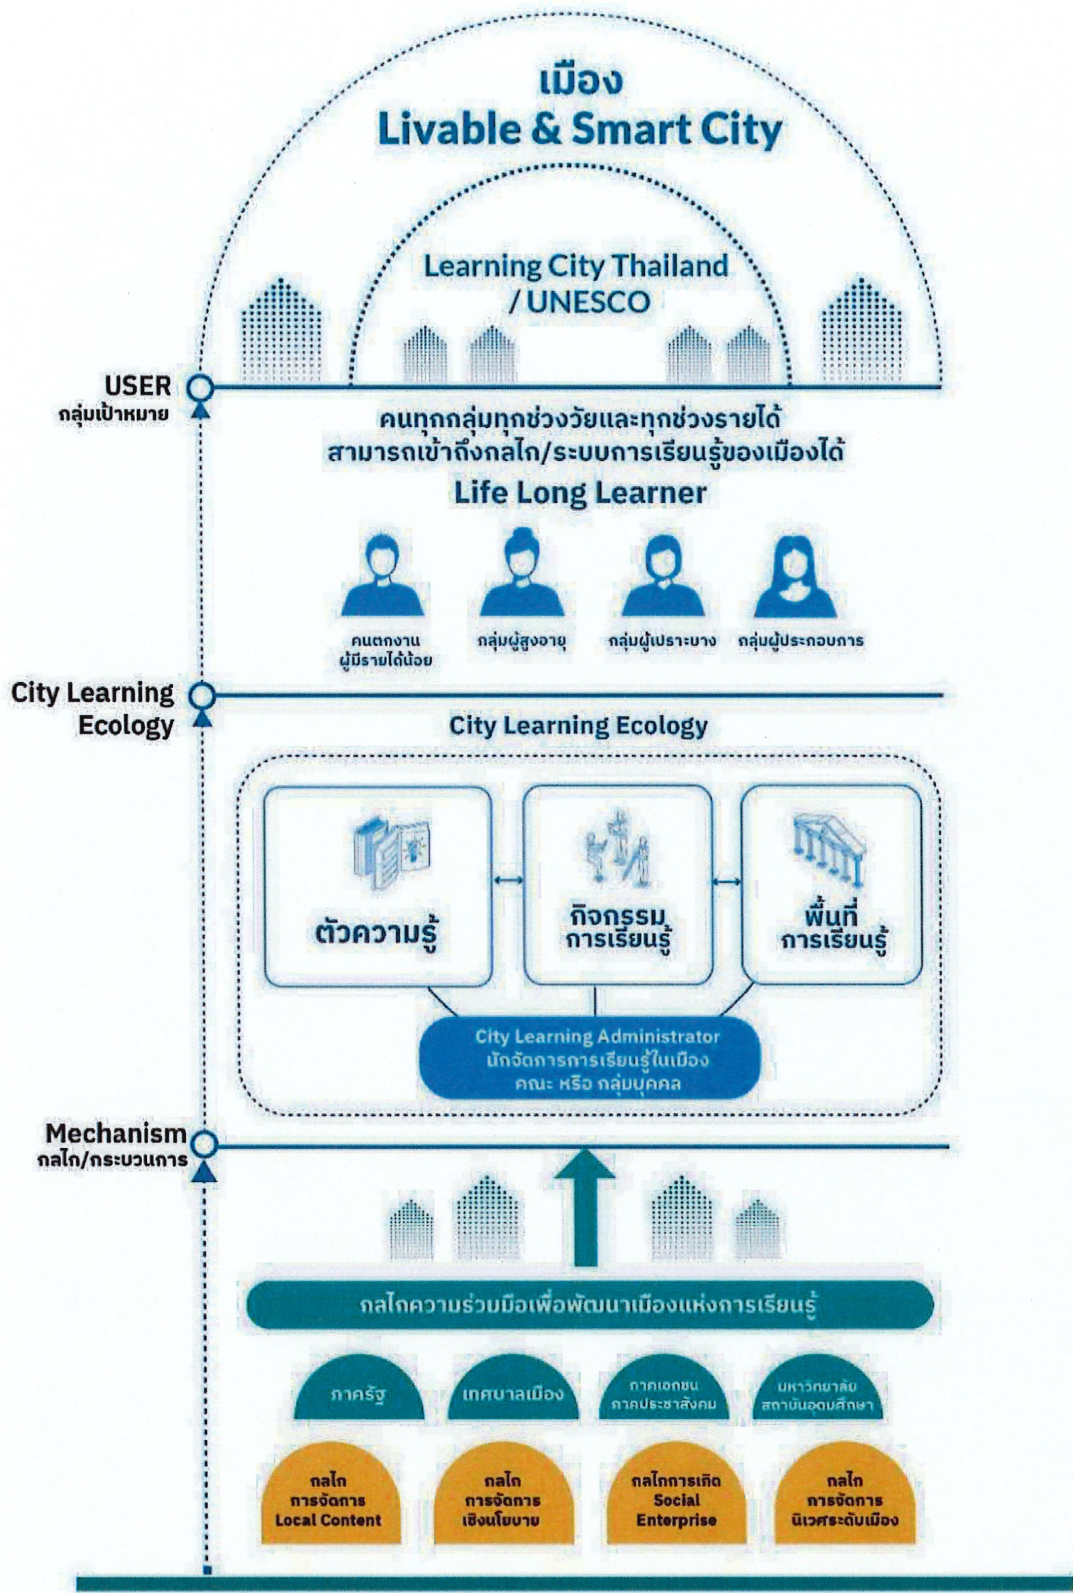 เมือง
Livable & Smart City
Learning City Thailand
/ UNESCO
USER
กลุ่มเป้าหมาย
คนทุกกลุ่มทุกช่วงวัยและทุกช่วงรายได้
สามารถเข้าถึงกลไก/ระบบการเรียนรู้ของเมืองได้
Life Long Learner
คนตกงาน
ผู้มีรายได้น้อย
กลุ่มผู้สูงอายุ
กลุ่มผู้เปราะบาง
กลุ่มผู้ประกอบการ
City Learning
Ecology
City Learning Ecology
ตัวความรู้
กิจกรรม
การเรียนรู้
พื้นที่
การเรียนรู้
City Learning Administrator
นักจัดการการเรียนรู้ในเมือง
คณะ หรือ กลุ่มบุคคล
Mechanism
กลไก/กระบวนการ
กลไกความร่วมมือเพื่อพัฒนาเมืองแห่งการเรียนรู้
ภาครัฐ
เทศบาลเมือง
ภาคเอกชน
ภาคประชาสังคม
มหาวิทยาลัย
สถาบันอุดมศึกษา
กลไก
การจัดการ
Local Content
กลไก
การจัดการ
เชิงนโยบาย
กลไกการเกิด
Social
Enterprise
กลไก
การจัดการ
นิเวศระดับเมือง